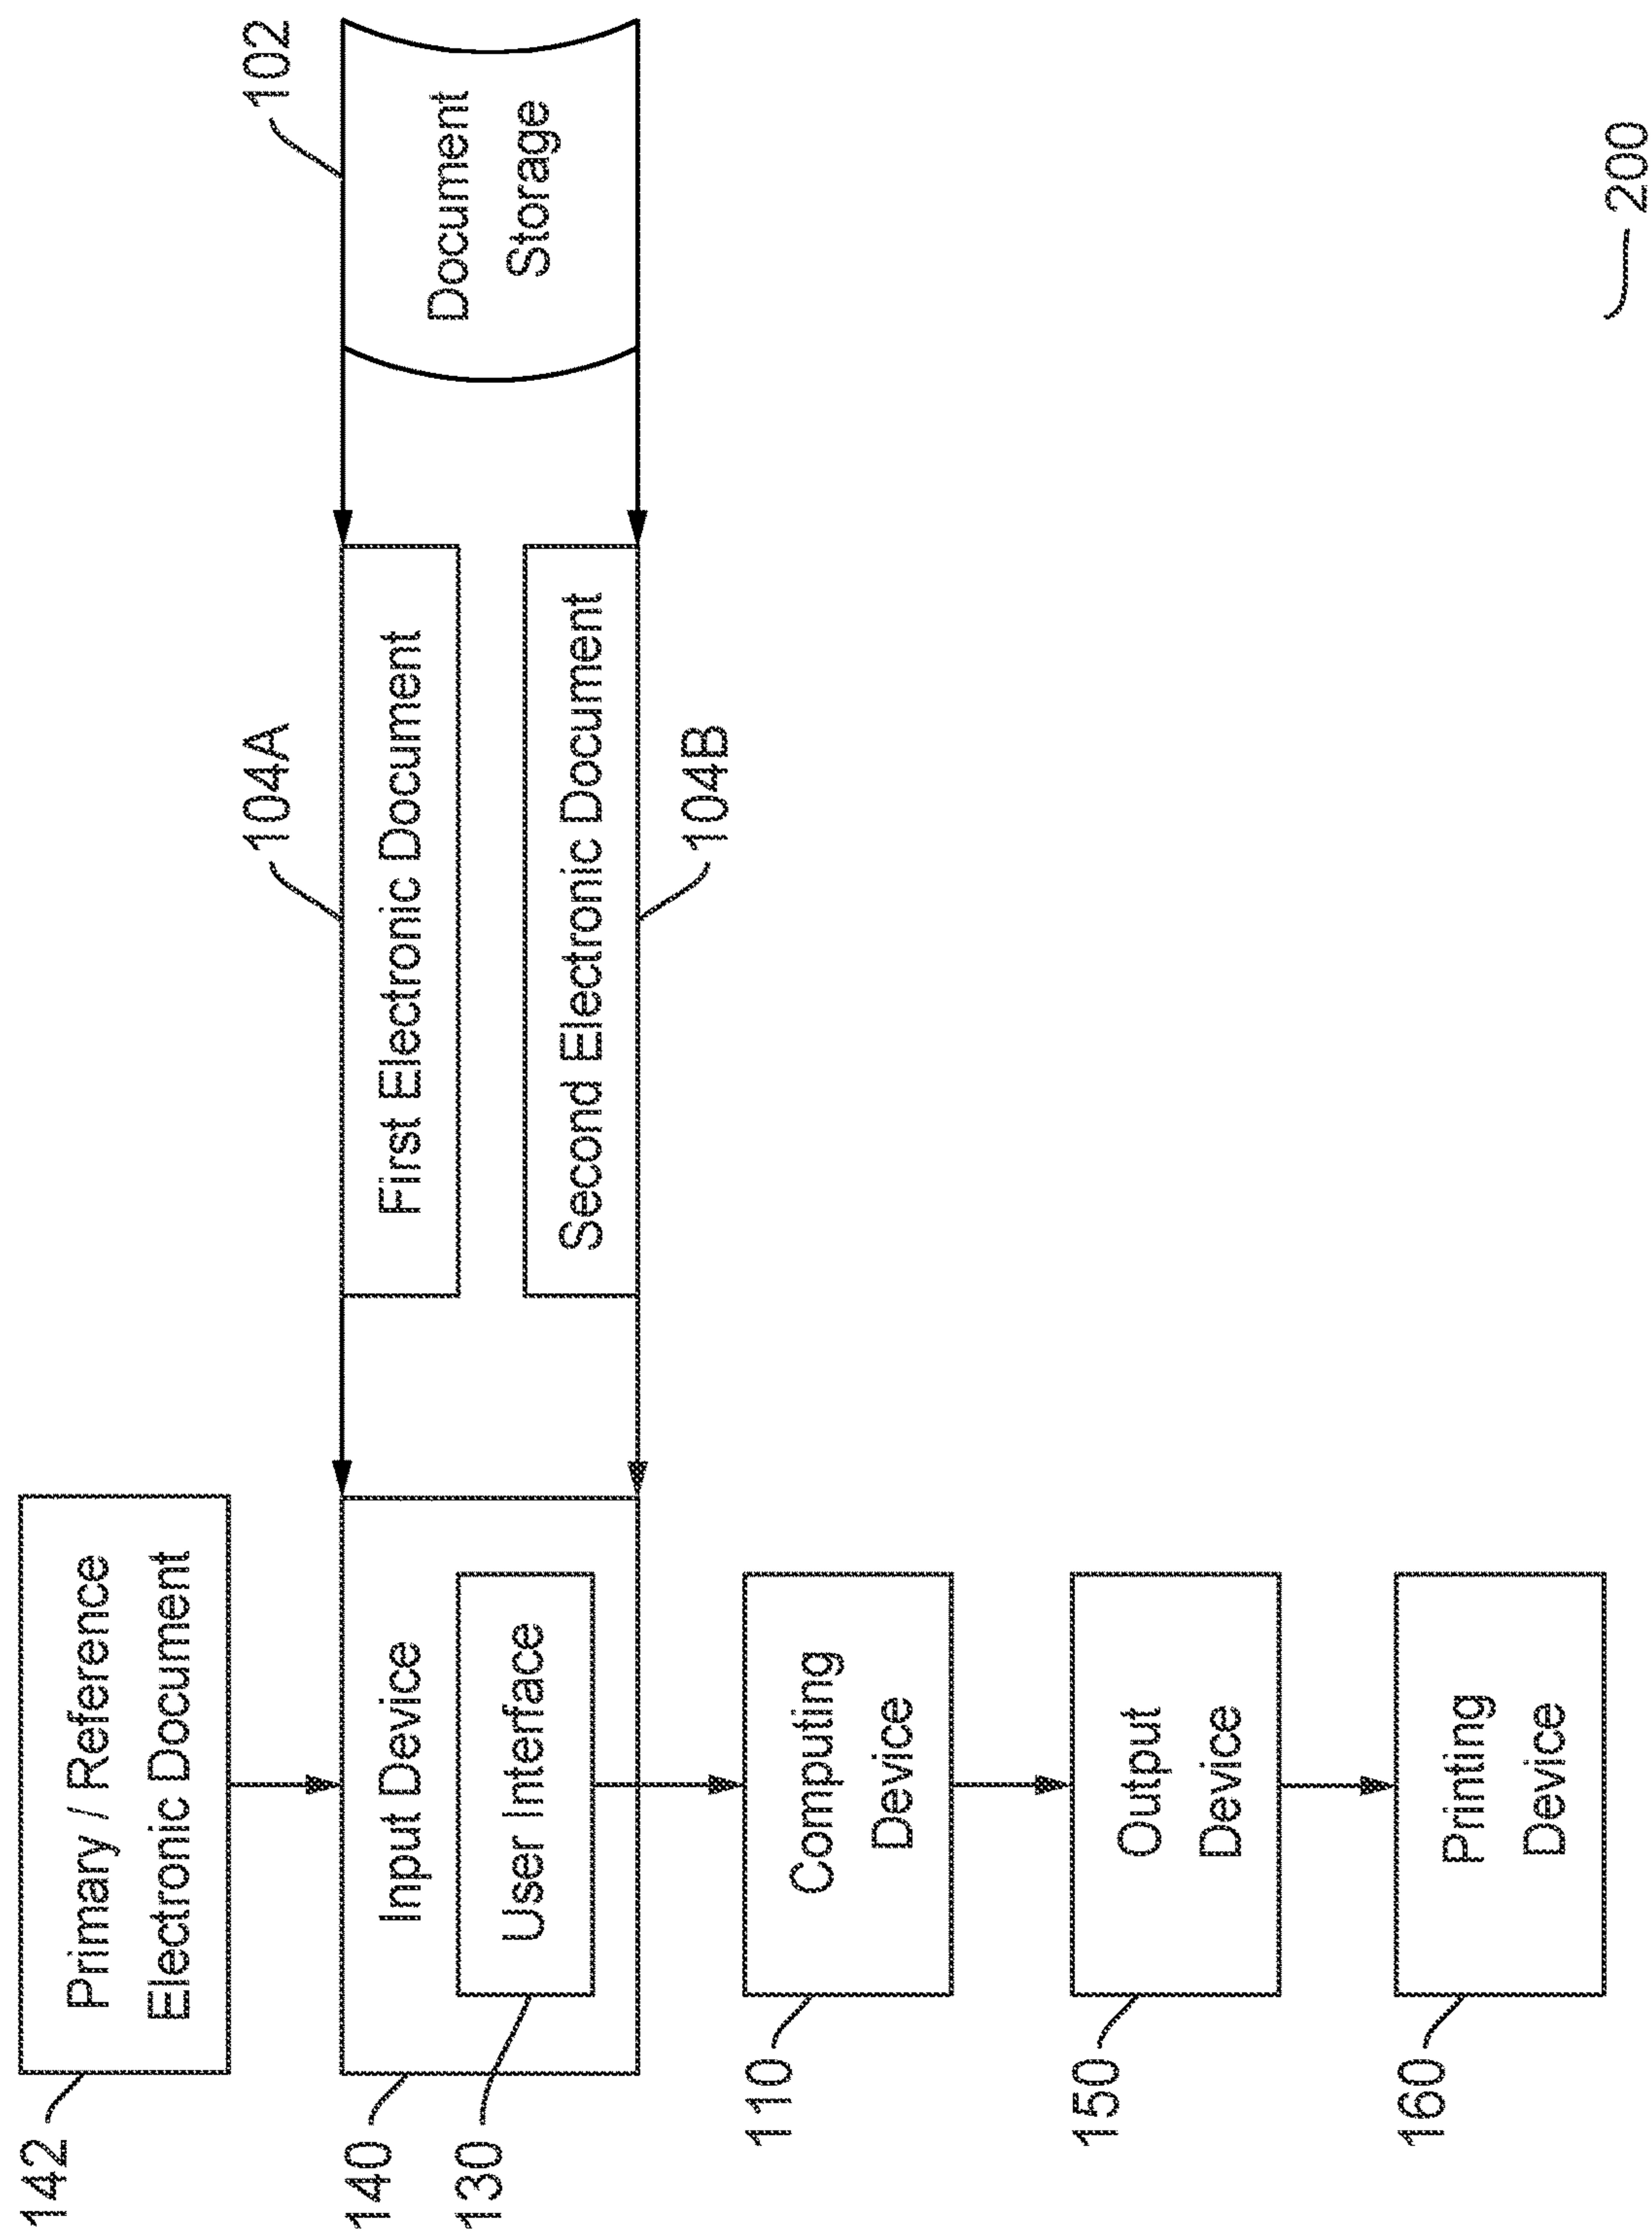 142
Primary / Reference
Electronic Document
140
Input Device
130
User Interface
104A
First Electronic Document
Second Electronic Document
104B
102
Document
Storage
110
Computing
Device
150
Output
Device
160
Printing
Device
200